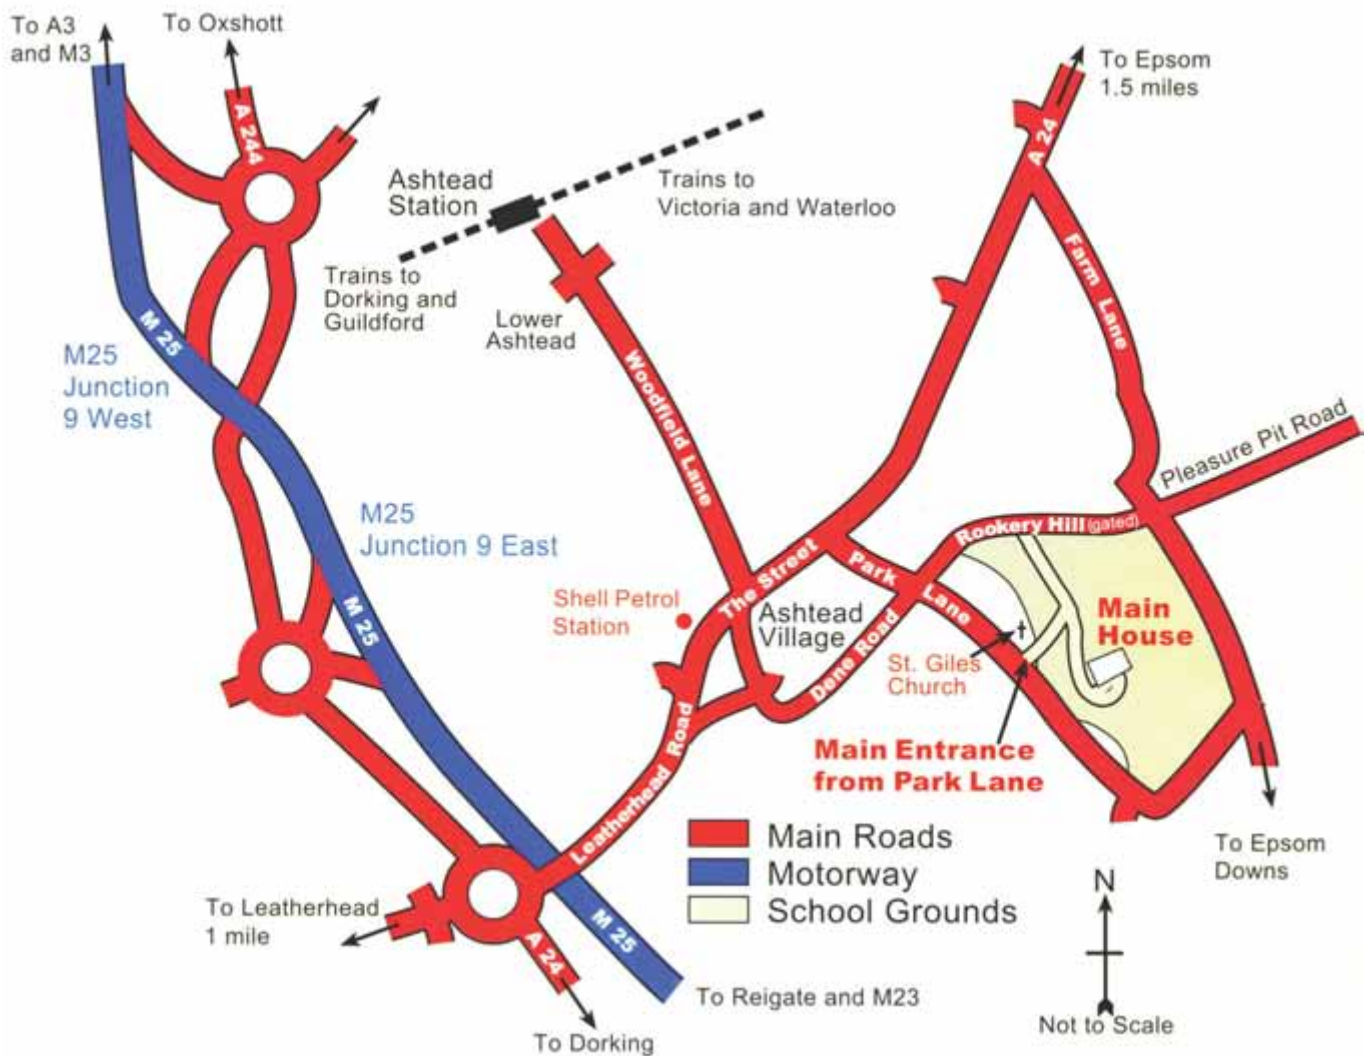 To A3
and M3
To Oxshott
A 244
To Epsom
1.5 miles
A 24
Ashtead
Station
Trains to
Victoria and Waterloo
Trains to
Dorking and
Guildford
Lower
Ashtead
Farm Lane
M 25
M25
Junction
9 West
Woodfield Lane
Pleasure Pit Road
M25
Junction 9 East
Rookery Hill (gated)
The Street
Park Lane
M 25
Shell Petrol
Station
Ashtead
Village
Dene Road
Main
House
St. Giles
Church
Leatherhead Road
Main Entrance
from Park Lane
Main Roads
Motorway
School Grounds
To Epsom
Downs
To Leatherhead
1 mile
A 24
M 25
N
To Reigate and M23
Not to Scale
To Dorking